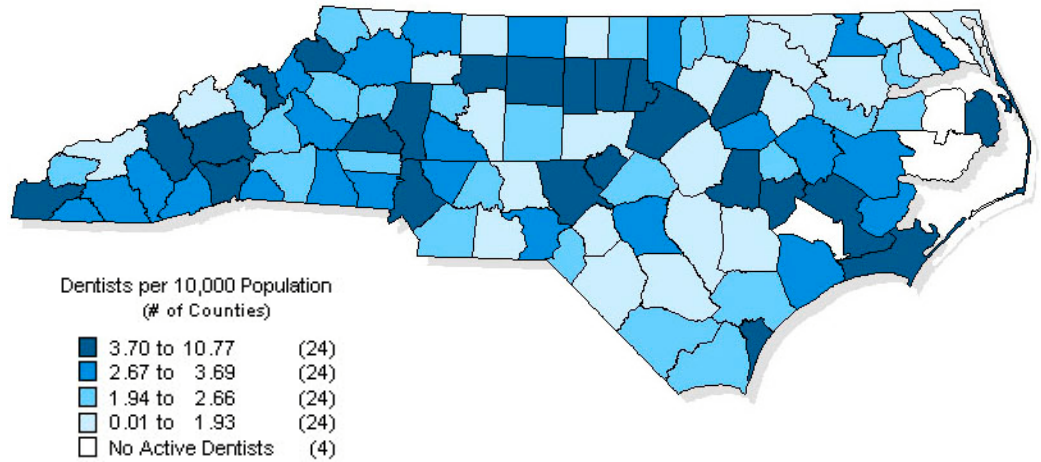 Dentists per 10,000 Population
(# of Counties)
3.70 to 10.77 (24)
2.67 to 3.69 (24)
1.94 to 2.66 (24)
0.01 to 1.93 (24)
No Active Dentists (4)